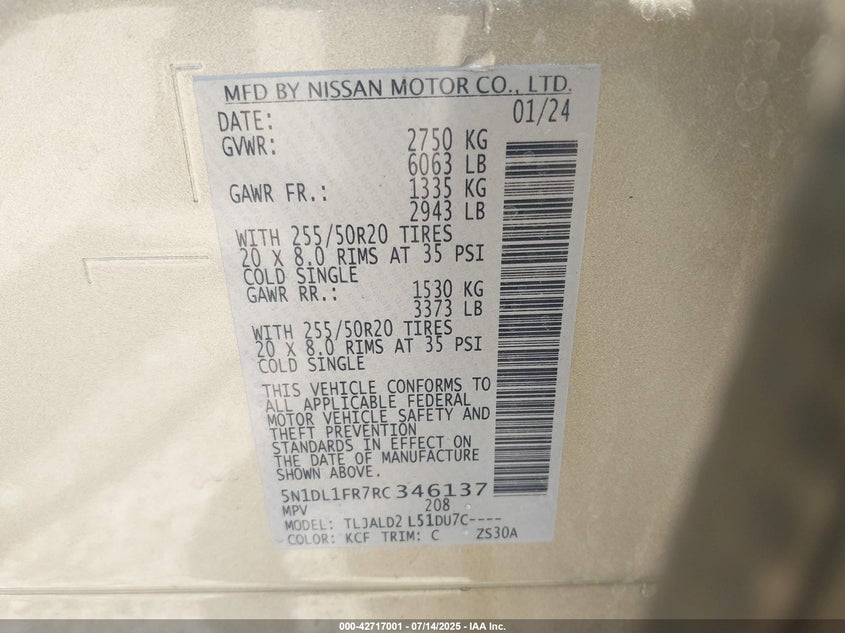 MFD BY NISSAN MOTOR CO., LTD.
DATE: 01/24
GVWR: 2750 KG
6063 LB
GAWR FR.: 1335 KG
2943 LB
WITH 255/50R20 TIRES
20 X 8.0 RIMS AT 35 PSI
COLD SINGLE
GAWR RR.: 1530 KG
3373 LB
WITH 255/50R20 TIRES
20 X 8.0 RIMS AT 35 PSI
COLD SINGLE
THIS VEHICLE CONFORMS TO
ALL APPLICABLE FEDERAL
MOTOR VEHICLE SAFETY AND
THEFT PREVENTION
STANDARDS IN EFFECT ON
THE DATE OF MANUFACTURE
SHOWN ABOVE.
5N1DL1FR7RC346137
MPV 208
MODEL: TLJALD2 L51DU7C----
COLOR: KCF TRIM: C ZS30A
000-42717001 - 07/14/2025 - IAA Inc.